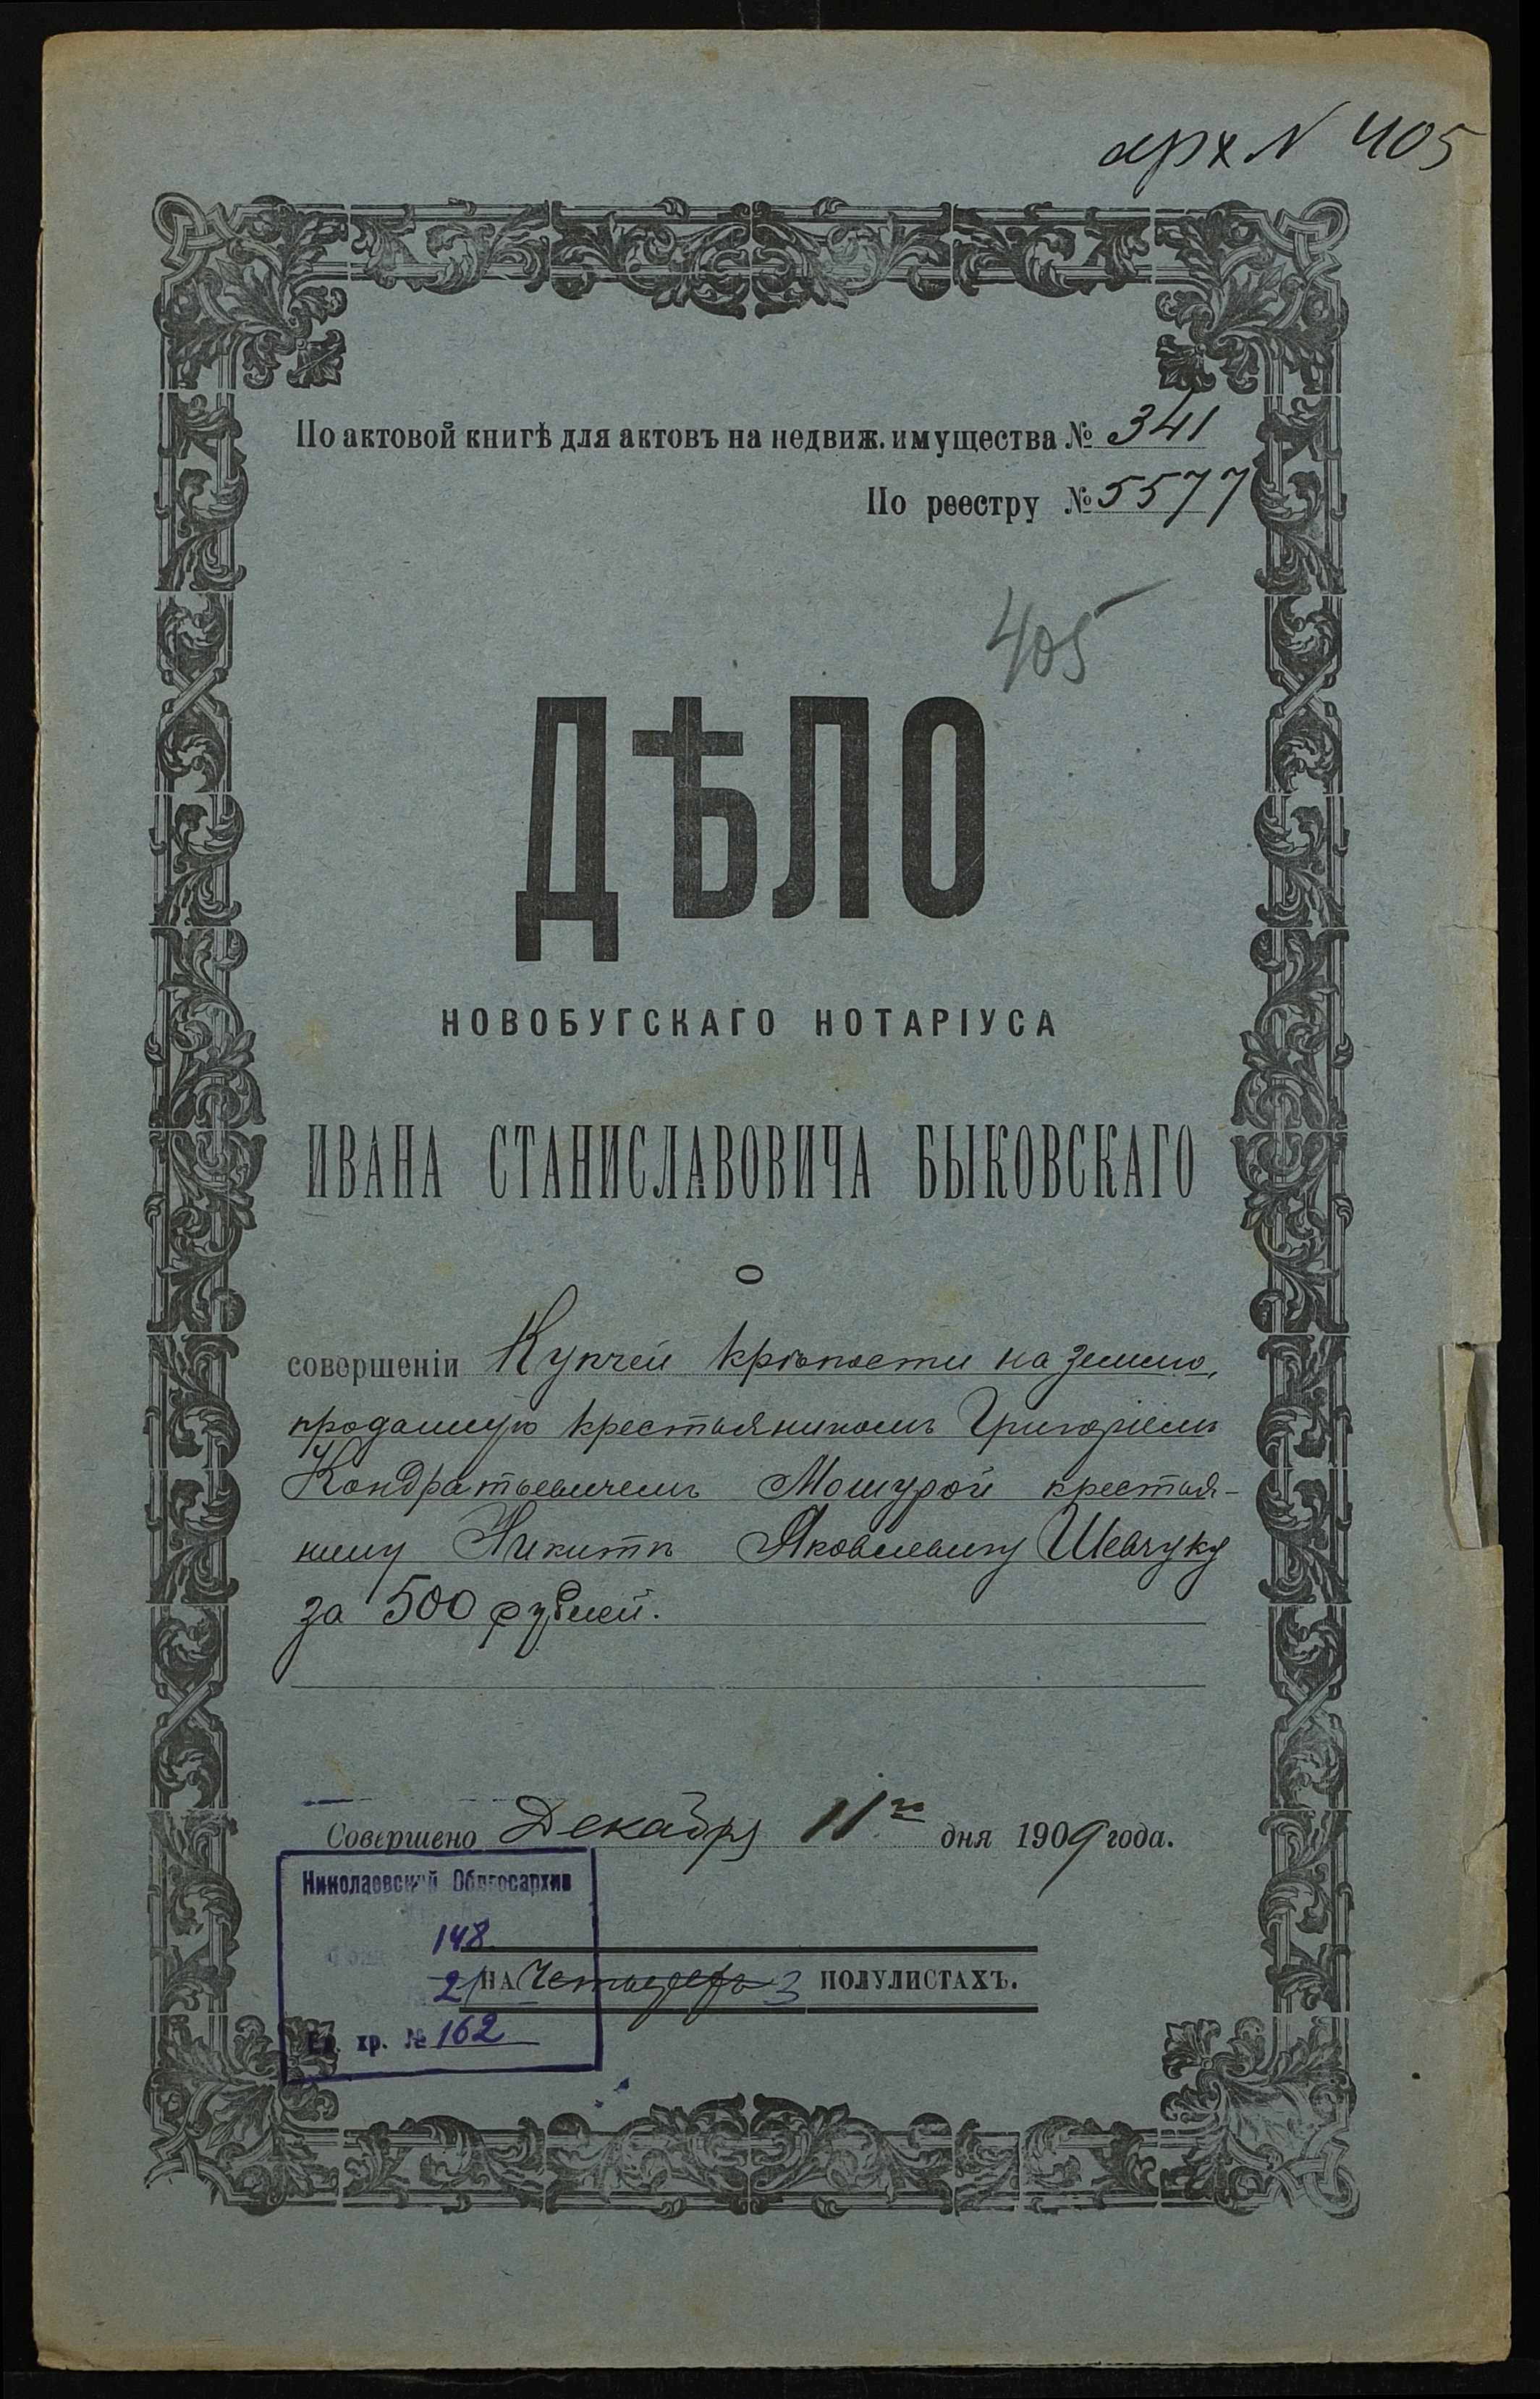 арх N 405
По актовой книгѣ для актовъ на недвиж. имущества № 341
По реестру № 5577
405
ДѢЛО
НОВОБУГСКАГО НОТАРІУСА
ИВАНА СТАНИСЛАВОВИЧА БЫКОВСКАГО
О
совершеніи Купчей крѣпости на землю,
проданную крестьяниномъ Григоріемъ
Кондратьевичемъ Мошурой крестья-
нину Никитѣ Яковлевичу Шевчуку
за 500 рублей.
Совершено Декабря 11го дня 1909 года.
Николаевский Облгосархив
148
2
НА Четырехъ 3 ПОЛУЛИСТАХЪ.
Ед. хр. № 162